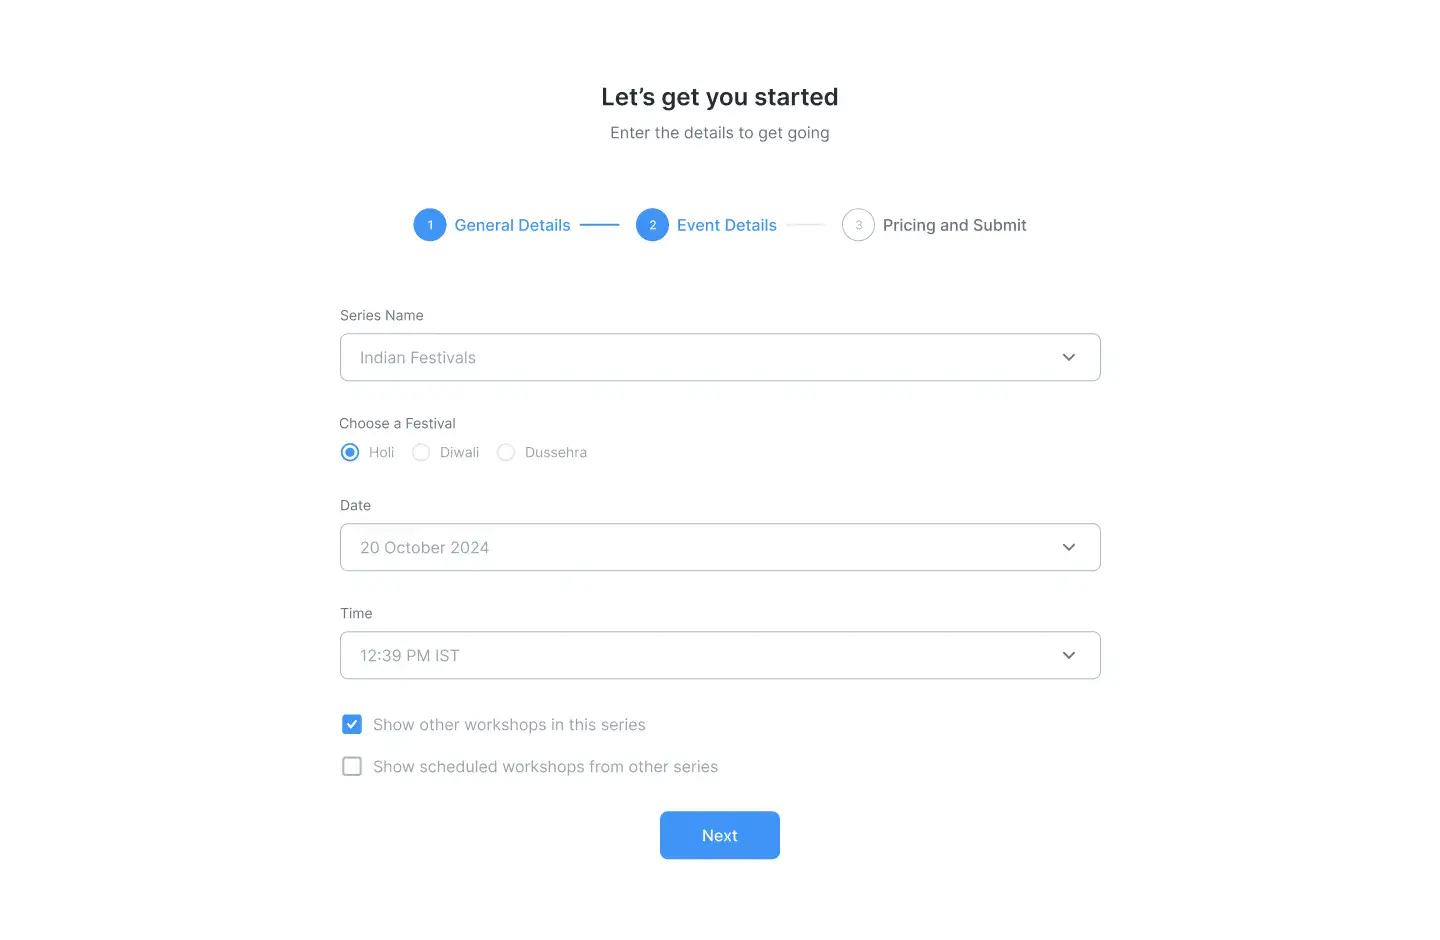 Let’s get you started
Enter the details to get going
1 General Details 2 Event Details 3 Pricing and Submit
Series Name
Indian Festivals
Choose a Festival
Holi Diwali Dussehra
Date
20 October 2024
Time
12:39 PM IST
Show other workshops in this series
Show scheduled workshops from other series
Next